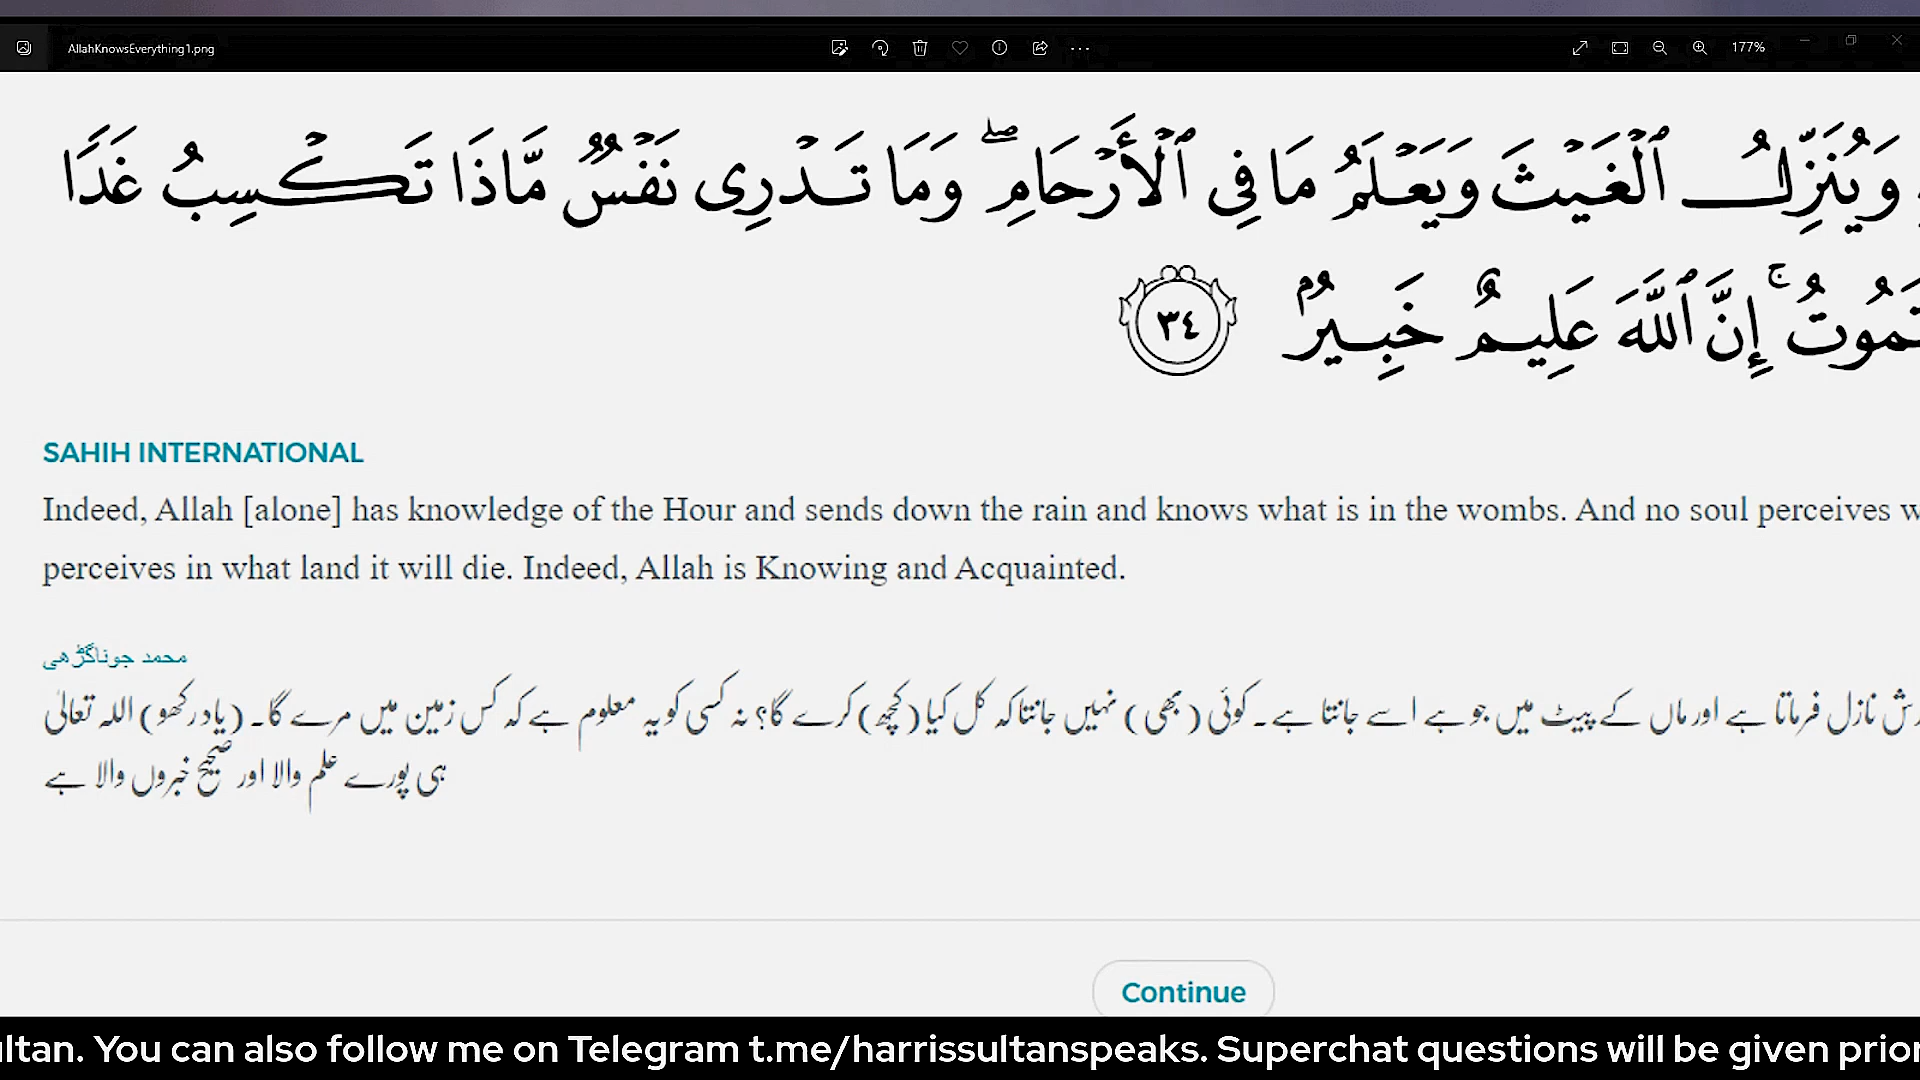 AllahKnowsEverything1.png
177%
وَيُنَزِّلُ ٱلْغَيْثَ وَيَعْلَمُ مَا فِى ٱلْأَرْحَامِ ۖ وَمَا تَدْرِى نَفْسٌ مَّاذَا تَكْسِبُ غَدًا
تَمُوتُ ۚ إِنَّ ٱللَّهَ عَلِيمٌ خَبِيرٌۢ ٣٤
SAHIH INTERNATIONAL
Indeed, Allah [alone] has knowledge of the Hour and sends down the rain and knows what is in the wombs. And no soul perceives w
perceives in what land it will die. Indeed, Allah is Knowing and Acquainted.
محمد جوناگڑھی
رش نازل فرماتا ہے اور ماں کے پیٹ میں جو ہے اسے جانتا ہے۔ کوئی (بھی) نہیں جانتا کہ کل کیا (کچھ) کرے گا؟ نہ کسی کو یہ معلوم ہے کہ کس زمین میں مرے گا۔ (یاد رکھو) اللہ تعالیٰ
ہی پورے علم والا اور صحیح خبروں والا ہے
Continue
ltan. You can also follow me on Telegram t.me/harrissultanspeaks. Superchat questions will be given prior